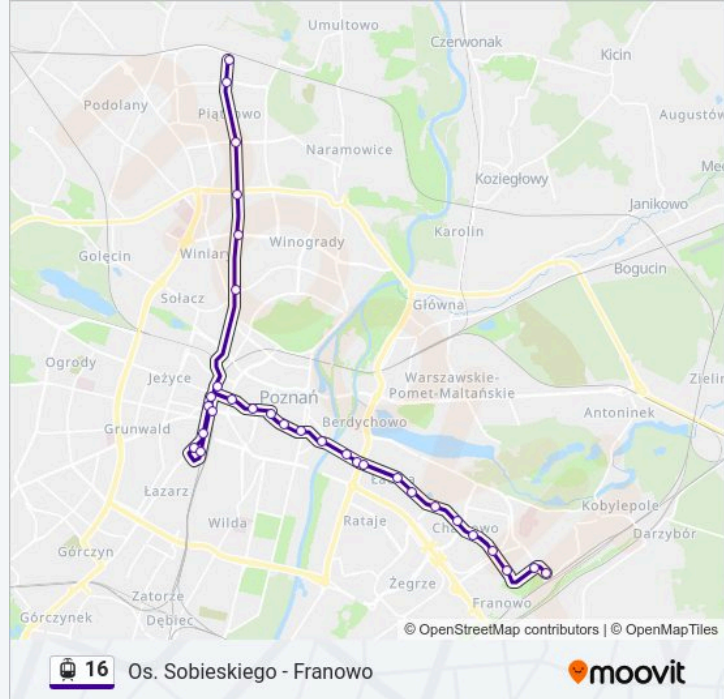 Umultowo
Czerwonak
Kicin
Podolany
Piątkowo
Augustów
Naramowice
Koziegłowy
Janikowo
Karolin
Golęcin
Winiary
Winogrady
Bogucin
Sołacz
Główna
Ogrody
Jeżyce
Poznań
Warszawskie-
Pomet-Maltańskie
Antoninek
Grunwald
Berdychowo
Łazarz
Kobylepole
Wilda
Rataje
Darzybór
Górczyn
Żegrze
Zatorze
Franowo
Górczynek
Dębiec
© OpenStreetMap contributors | © OpenMapTiles
16 Os. Sobieskiego - Franowo
moovit